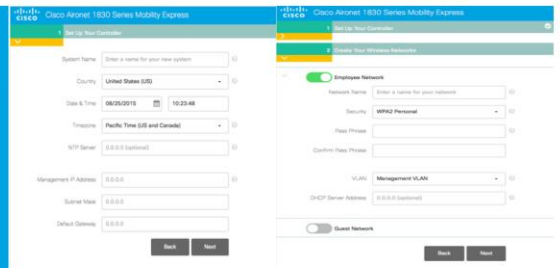 CISCO
Cisco Aironet 1830 Series Mobility Express
1 Set Up Your Controller
System Name Enter a name for your new system
Country United States (US)
Date & Time 08/25/2015 10:23:48
Timezone Pacific Time (US and Canada)
NTP Server 0.0.0.0 (optional)
Management IP Address 0.0.0.0
Subnet Mask 0.0.0.0
Default Gateway 0.0.0.0
Back Next
CISCO
Cisco Aironet 1830 Series Mobility Express
1 Set Up Your Controller
2 Create Your Wireless Networks
Employee Network
Network Name Enter a name for your network
Security WPA2 Personal
Pass Phrase
Confirm Pass Phrase
VLAN Management VLAN
DHCP Server Address 0.0.0.0 (optional)
Guest Network
Back Next